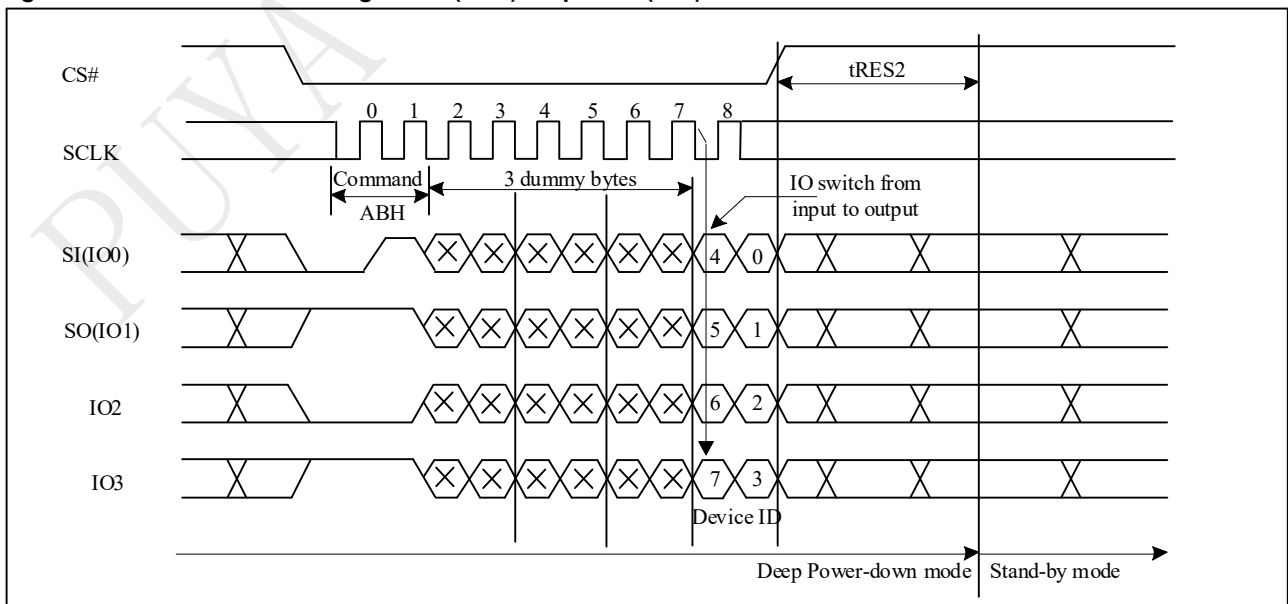 CS#
tRES2
0 1 2 3 4 5 6 7 8
SCLK
Command
3 dummy bytes
IO switch from
input to output
ABH
SI(IO0)
4 0
SO(IO1)
5 1
IO2
6 2
IO3
7 3
Device ID
Deep Power-down mode
Stand-by mode
PUYA